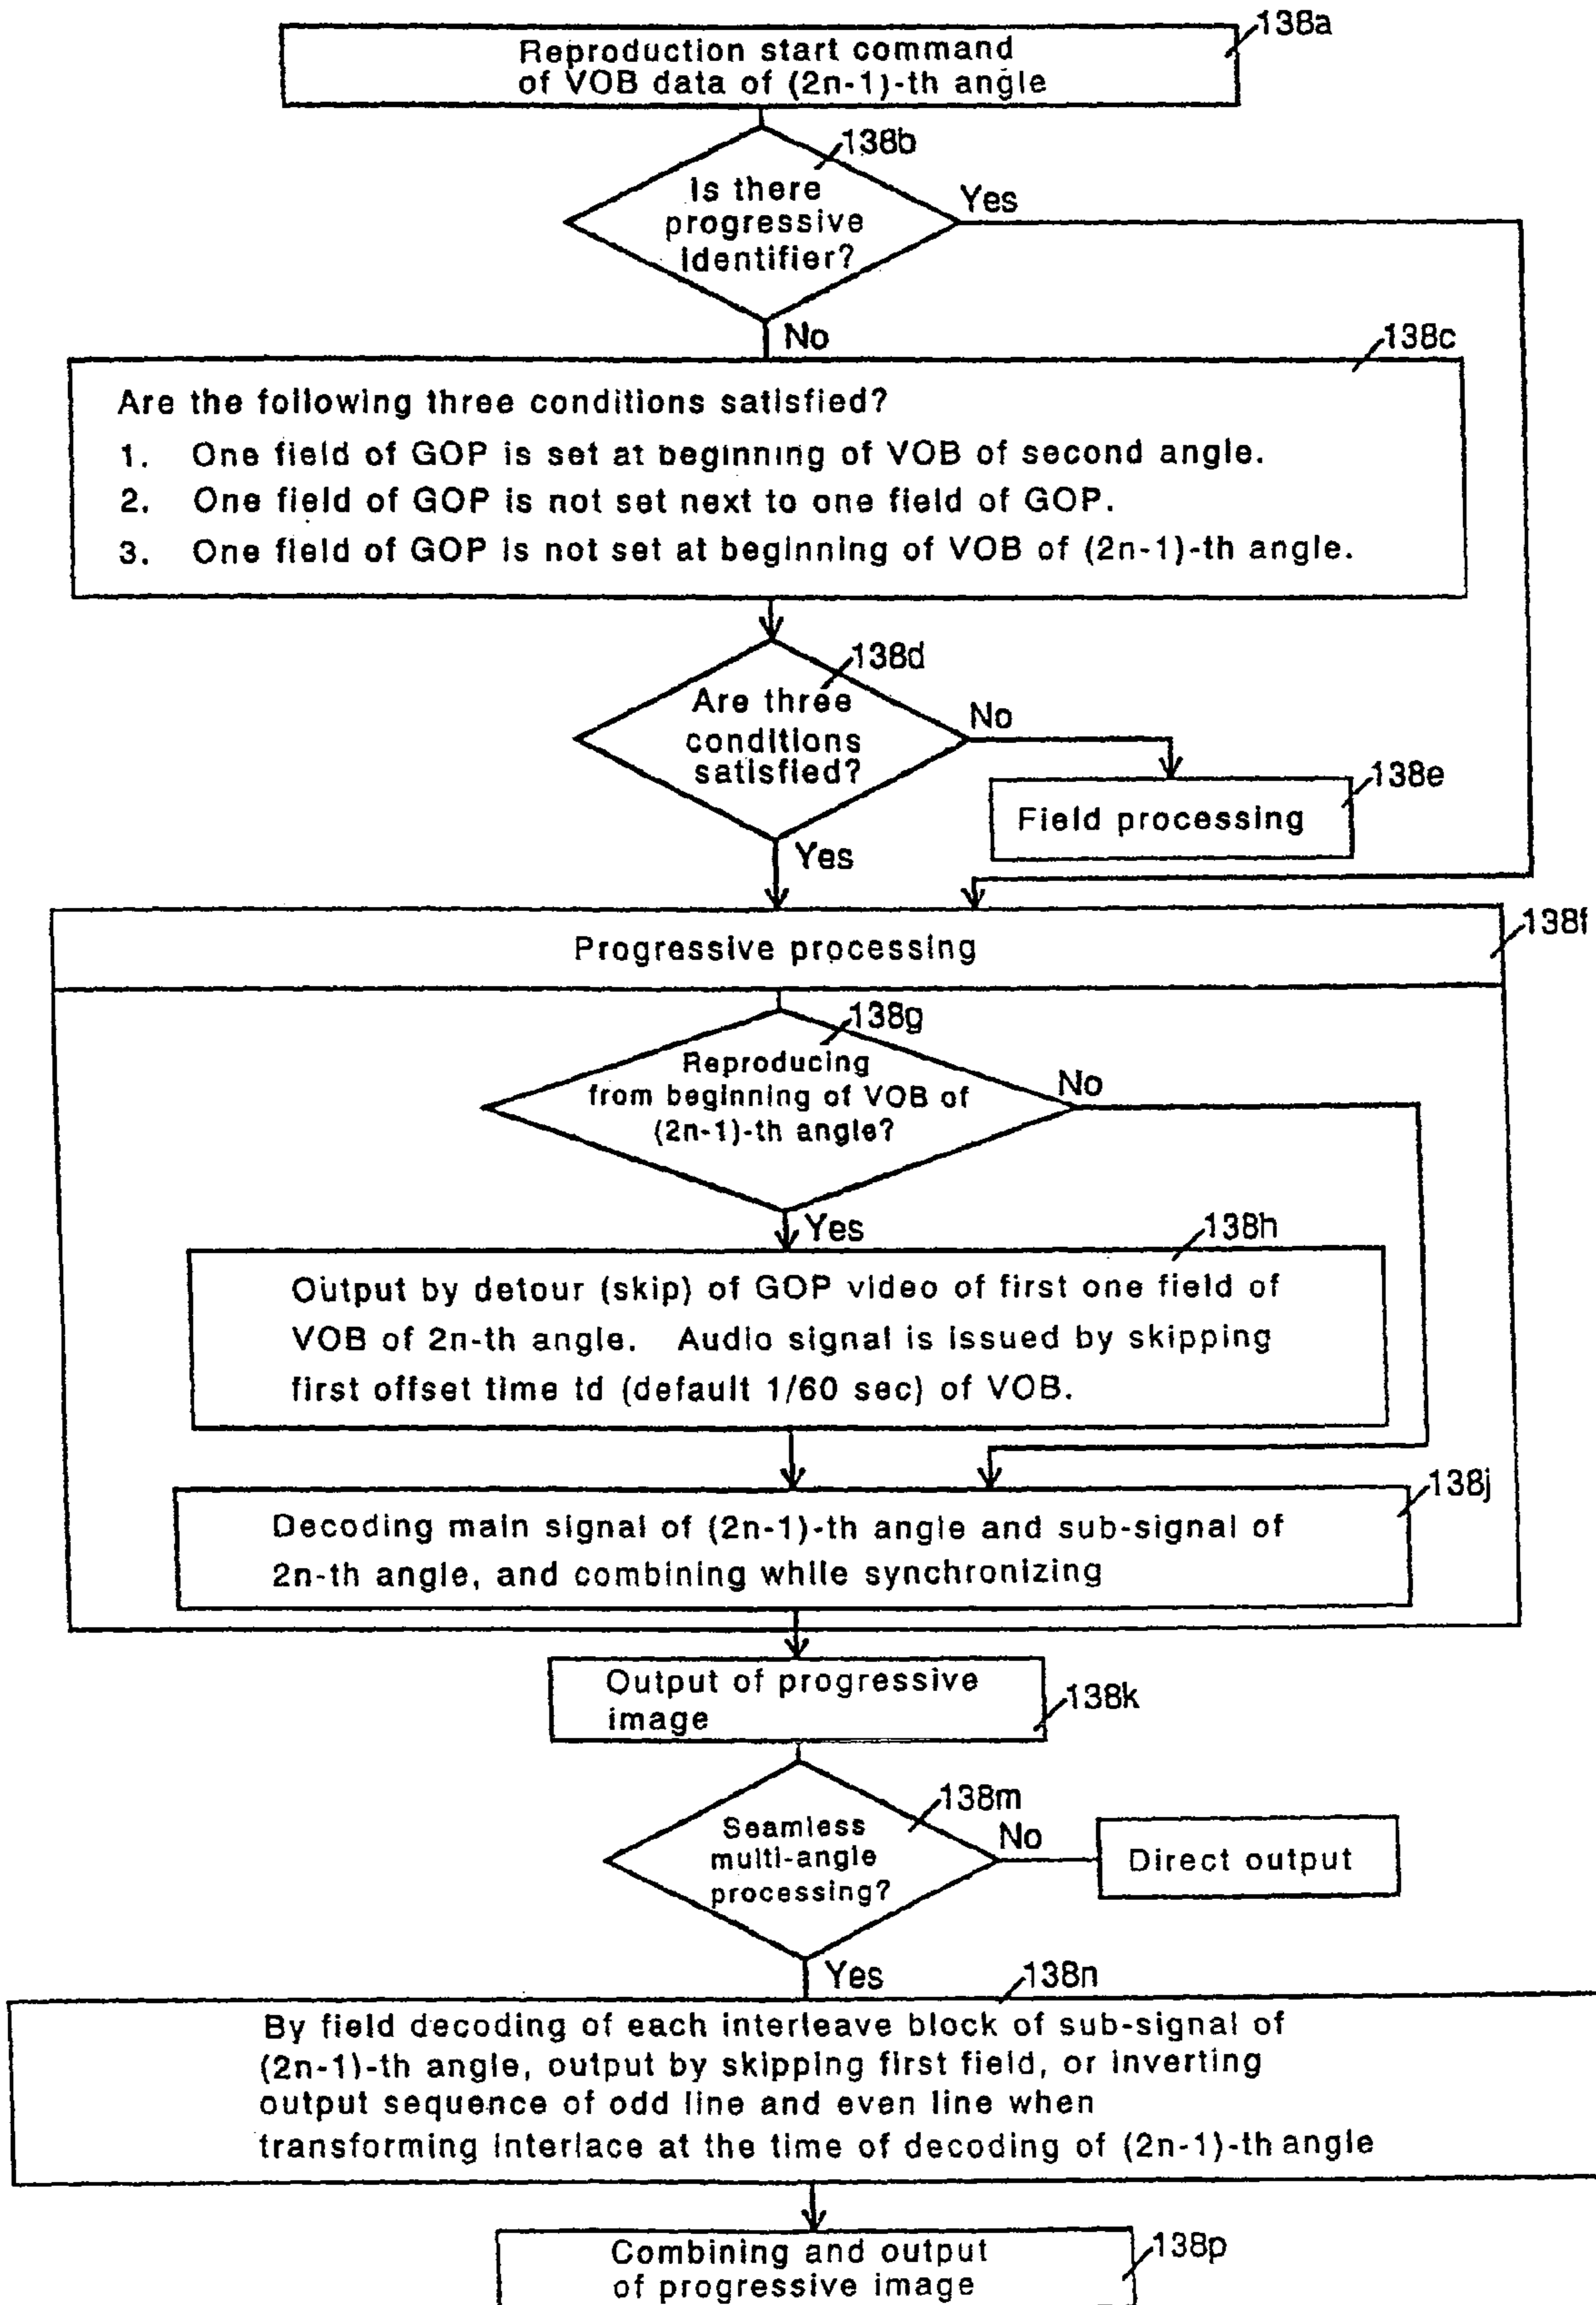 138a
Reproduction start command
of VOB data of (2n-1)-th angle
138b
Is there
progressive
identifier?
Yes
No
138c
Are the following three conditions satisfied?
1. One field of GOP is set at beginning of VOB of second angle.
2. One field of GOP is not set next to one field of GOP.
3. One field of GOP is not set at beginning of VOB of (2n-1)-th angle.
138d
Are three
conditions
satisfied?
No
138e
Field processing
Yes
138f
Progressive processing
138g
Reproducing
from beginning of VOB of
(2n-1)-th angle?
No
Yes
138h
Output by detour (skip) of GOP video of first one field of
VOB of 2n-th angle. Audio signal is issued by skipping
first offset time td (default 1/60 sec) of VOB.
138j
Decoding main signal of (2n-1)-th angle and sub-signal of
2n-th angle, and combining while synchronizing
Output of progressive
image
138k
138m
Seamless
multi-angle
processing?
No
Direct output
Yes
138n
By field decoding of each interleave block of sub-signal of
(2n-1)-th angle, output by skipping first field, or inverting
output sequence of odd line and even line when
transforming interlace at the time of decoding of (2n-1)-th angle
138p
Combining and output
of progressive image